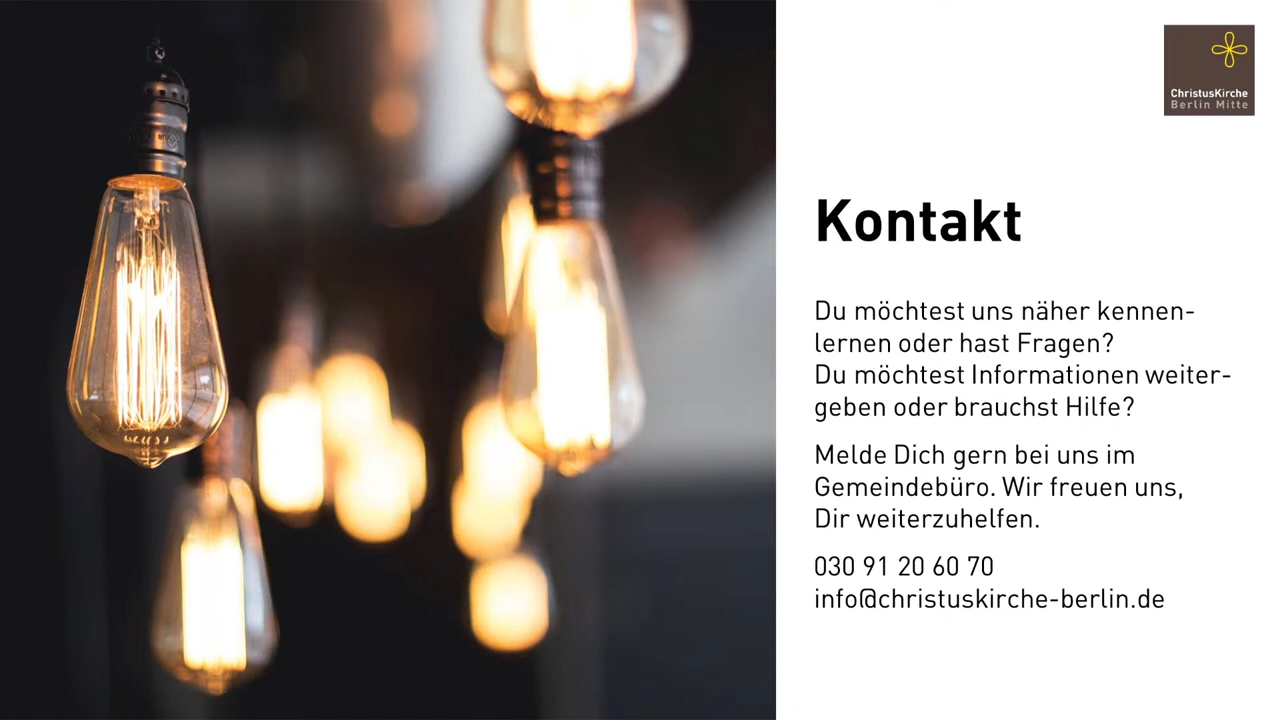 ChristusKirche
Berlin Mitte
Kontakt
Du möchtest uns näher kennen-
lernen oder hast Fragen?
Du möchtest Informationen weiter-
geben oder brauchst Hilfe?
Melde Dich gern bei uns im
Gemeindebüro. Wir freuen uns,
Dir weiterzuhelfen.
030 91 20 60 70
info@christuskirche-berlin.de